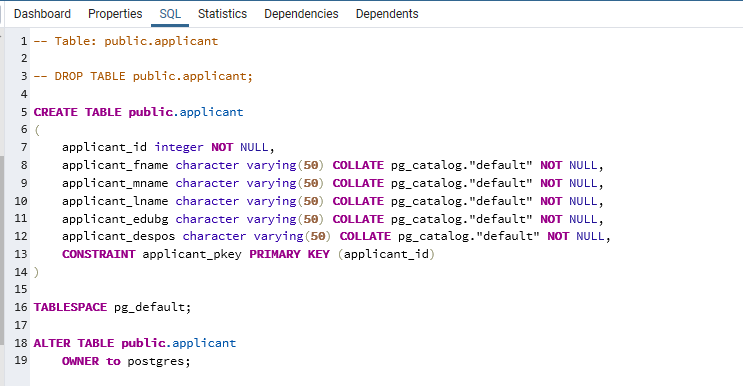 Dashboard Properties SQL Statistics Dependencies Dependents
1 -- Table: public.applicant
2
3 -- DROP TABLE public.applicant;
4
5 CREATE TABLE public.applicant
6 (
7     applicant_id integer NOT NULL,
8     applicant_fname character varying(50) COLLATE pg_catalog."default" NOT NULL,
9     applicant_mname character varying(50) COLLATE pg_catalog."default" NOT NULL,
10     applicant_lname character varying(50) COLLATE pg_catalog."default" NOT NULL,
11     applicant_edubg character varying(50) COLLATE pg_catalog."default" NOT NULL,
12     applicant_despos character varying(50) COLLATE pg_catalog."default" NOT NULL,
13     CONSTRAINT applicant_pkey PRIMARY KEY (applicant_id)
14 )
15
16 TABLESPACE pg_default;
17
18 ALTER TABLE public.applicant
19     OWNER to postgres;